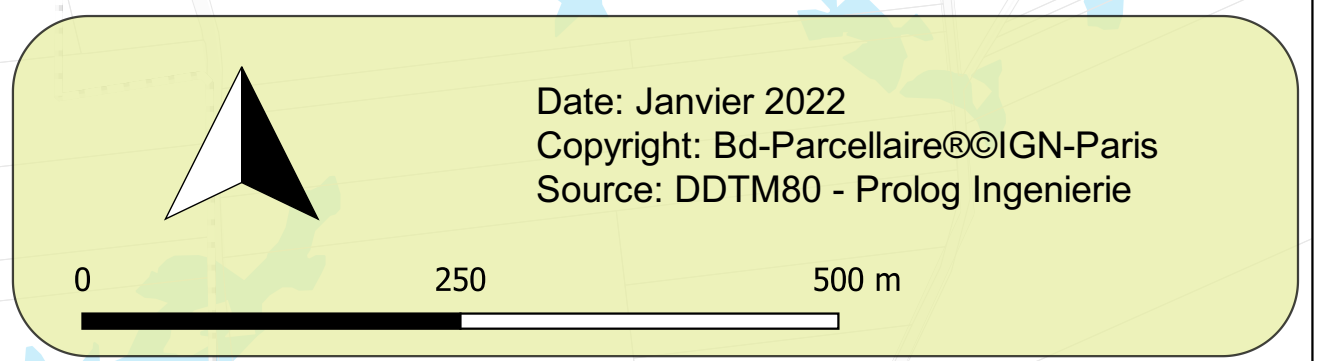 Date: Janvier 2022
Copyright: Bd-Parcellaire®©IGN-Paris
Source: DDTM80 - Prolog Ingenierie
0 250 500 m